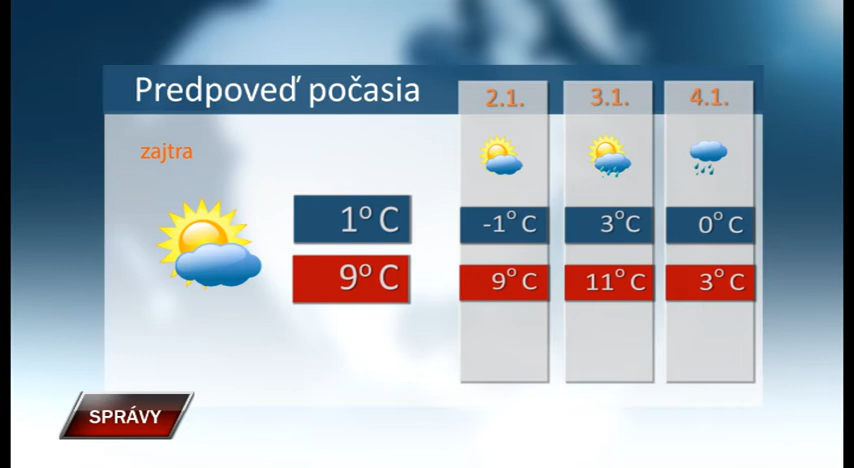 Predpoveď počasia
zajtra
1° C
9° C
2.1. 3.1. 4.1.
-1° C 3°C 0° C
9° C 11° C 3° C
SPRÁVY